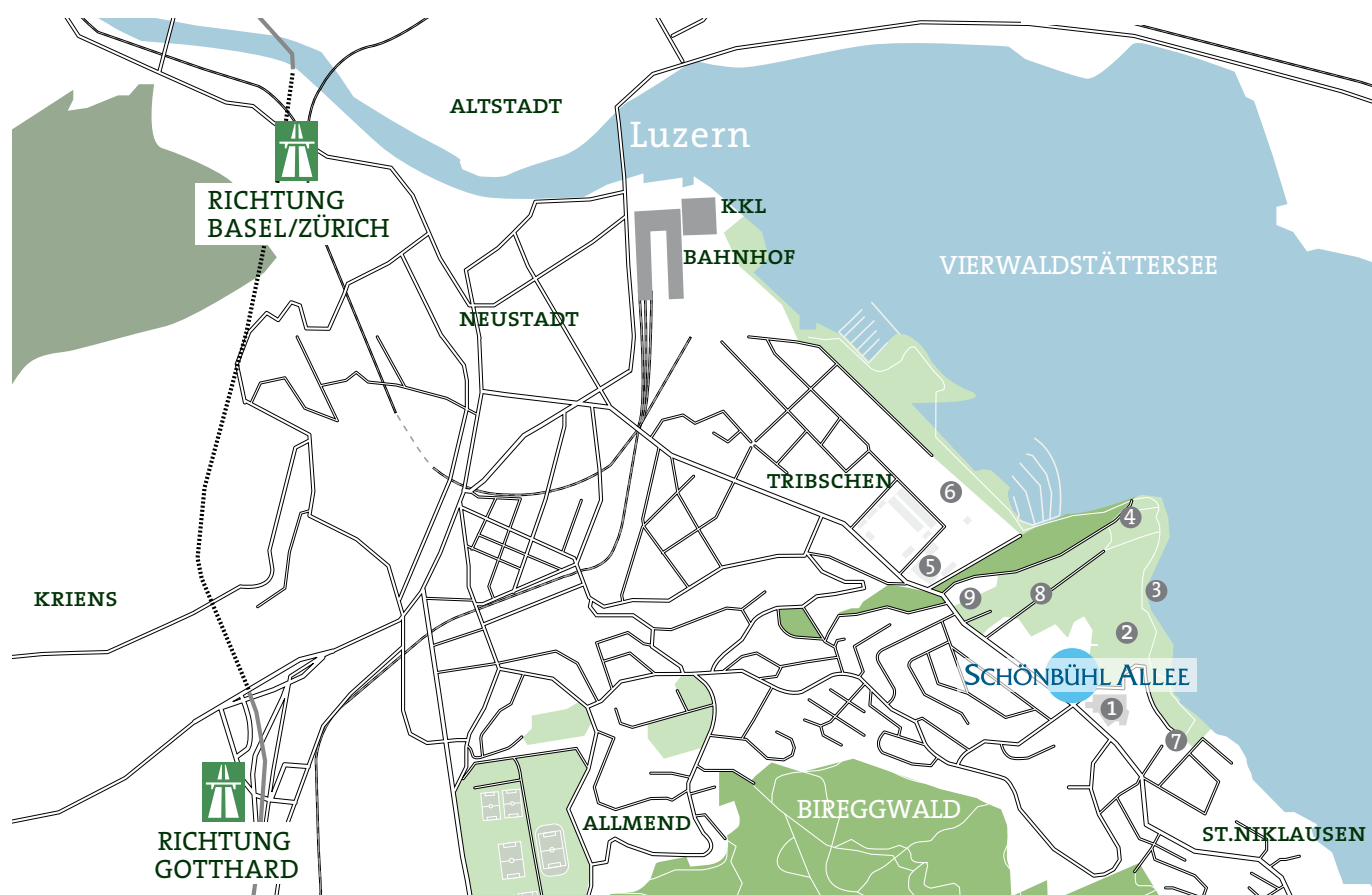 ALTSTADT
Luzern
RICHTUNG
BASEL/ZÜRICH
KKL
BAHNHOF
VIERWALDSTÄTTERSEE
NEUSTADT
TRIBSCHEN
6
4
5
KRIENS
9
8
3
2
SCHÖNBÜHL ALLEE
1
7
RICHTUNG
GOTTHARD
ALLMEND
BIREGGWALD
ST.NIKLAUSEN